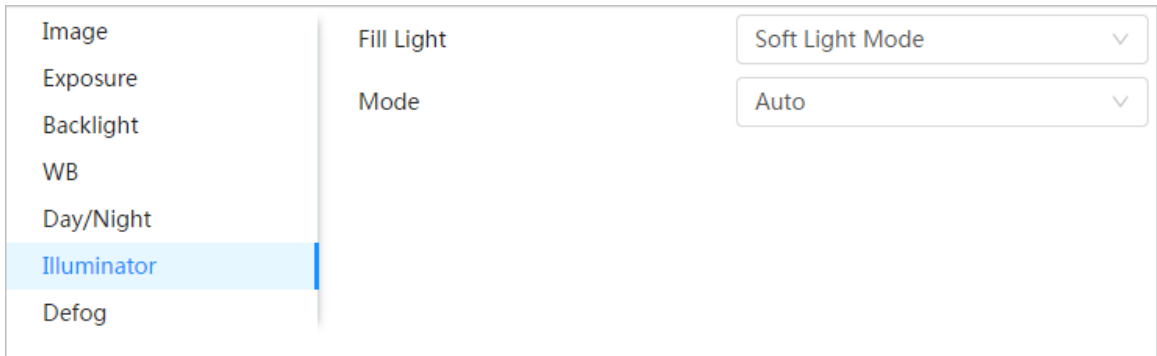 Image
Exposure
Backlight
WB
Day/Night
Illuminator
Defog
Fill Light
Soft Light Mode
Mode
Auto